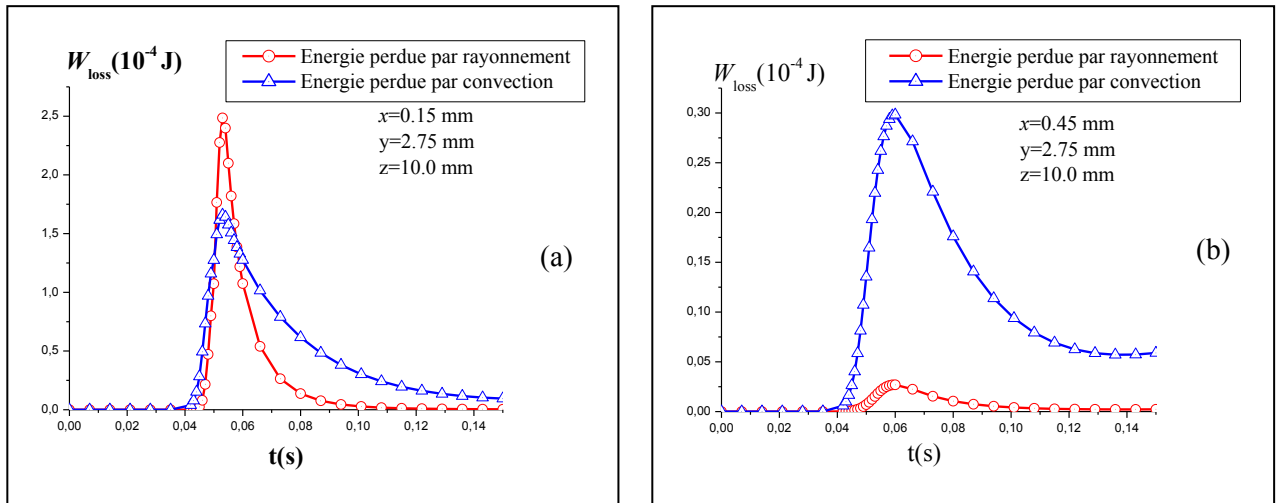 W_loss (10^-4 J)
Energie perdue par rayonnement
Energie perdue par convection
x=0.15 mm
y=2.75 mm
z=10.0 mm
(a)
2,5
2,0
1,5
1,0
0,5
0,0
0,00 0,02 0,04 0,06 0,08 0,10 0,12 0,14
t(s)
W_loss (10^-4 J)
Energie perdue par rayonnement
Energie perdue par convection
x=0.45 mm
y=2.75 mm
z=10.0 mm
(b)
0,30
0,25
0,20
0,15
0,10
0,05
0,00
0,00 0,02 0,04 0,06 0,08 0,10 0,12 0,14
t(s)